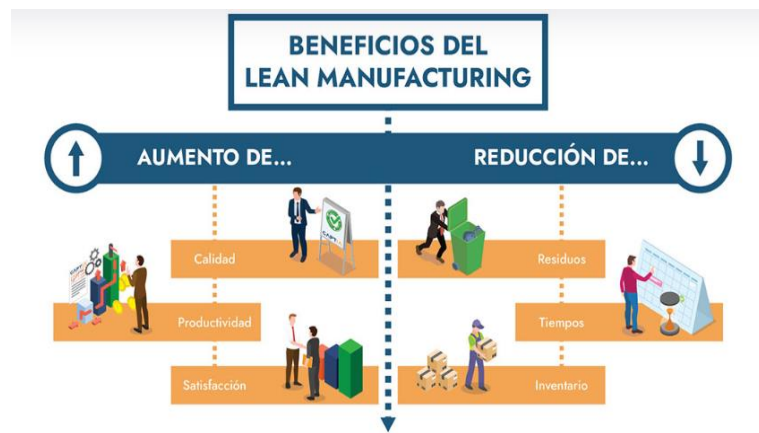 BENEFICIOS DEL
LEAN MANUFACTURING
AUMENTO DE...
REDUCCIÓN DE...
Calidad
Productividad
Satisfacción
Residuos
Tiempos
Inventario